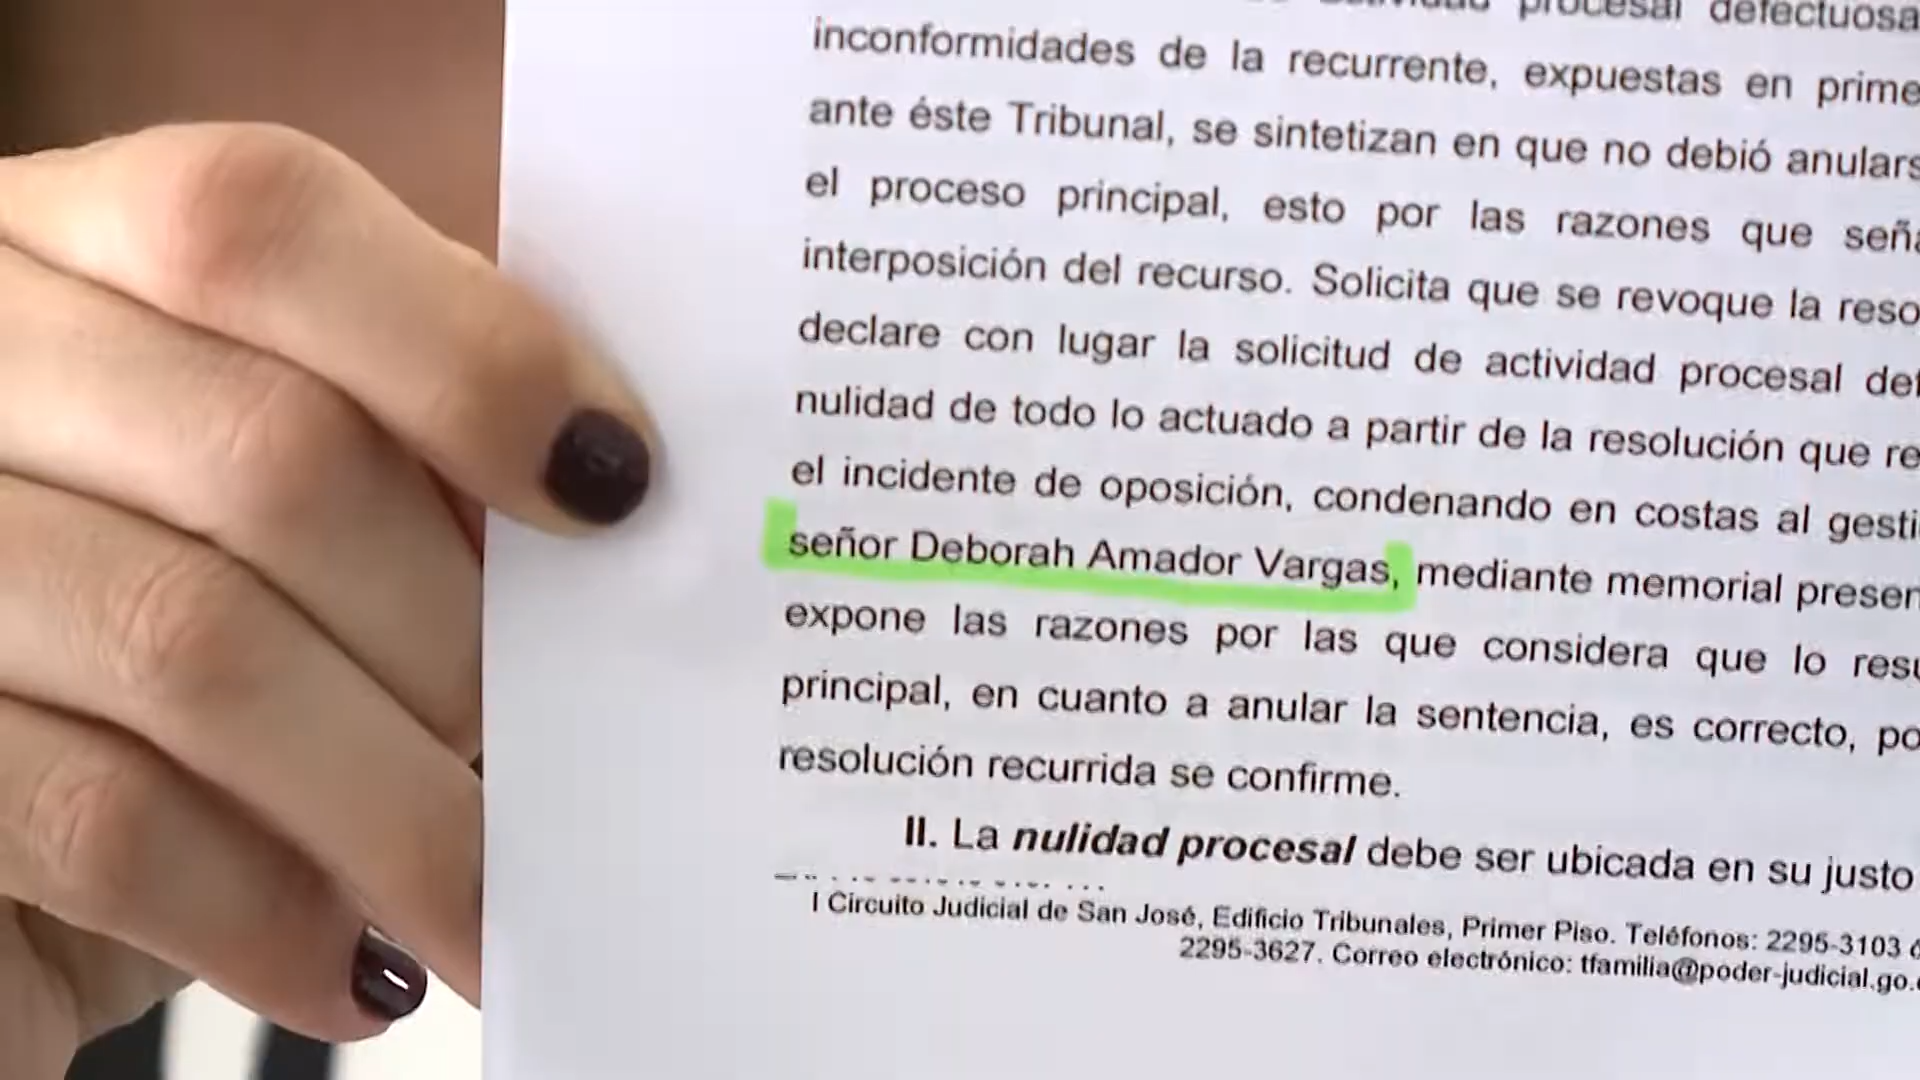 procesal defectuosa
inconformidades de la recurrente, expuestas en prime
ante éste Tribunal, se sintetizan en que no debió anulars
el proceso principal, esto por las razones que seña
interposición del recurso. Solicita que se revoque la reso
declare con lugar la solicitud de actividad procesal def
nulidad de todo lo actuado a partir de la resolución que re
el incidente de oposición, condenando en costas al gesti
señor Deborah Amador Vargas, mediante memorial presen
expone las razones por las que considera que lo resu
principal, en cuanto a anular la sentencia, es correcto, po
resolución recurrida se confirme.
II. La nulidad procesal debe ser ubicada en su justo
I Circuito Judicial de San José, Edificio Tribunales, Primer Piso. Teléfonos: 2295-3103 ó
2295-3627. Correo electrónico: tfamilia@poder-judicial.go.